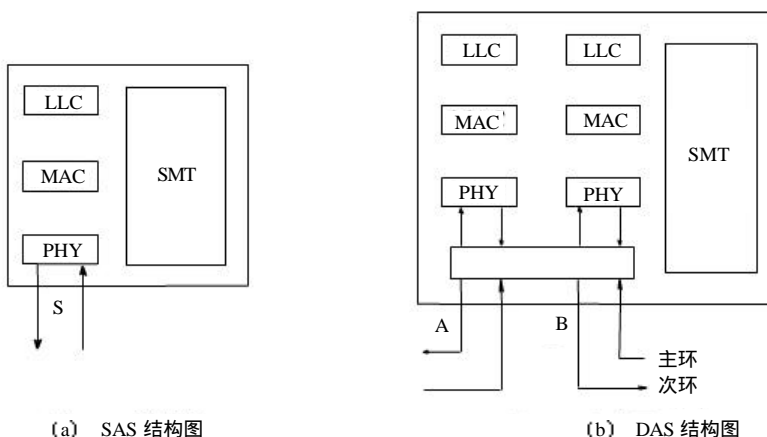 LLC
MAC
PHY
SMT
S
LLC LLC
MAC MAC
PHY PHY
SMT
A B
主环
次环
(a) SAS 结构图
(b) DAS 结构图